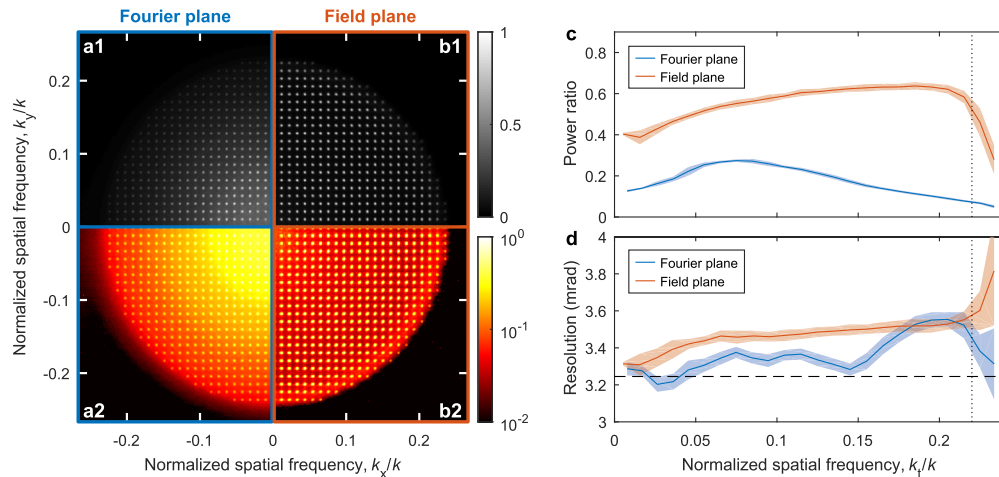 Fourier plane
Field plane
a1
b1
0.2
0.1
0
-0.1
-0.2
Normalized spatial frequency, k_y/k
a2
b2
-0.2
-0.1
0
0.1
0.2
Normalized spatial frequency, k_x/k
1
0.5
0
10^0
10^-1
10^-2
c
Fourier plane
Field plane
0.8
0.6
0.4
0.2
0
Power ratio
d
Fourier plane
Field plane
4
3.8
3.6
3.4
3.2
3
Resolution (mrad)
0
0.05
0.1
0.15
0.2
Normalized spatial frequency, k_t/k